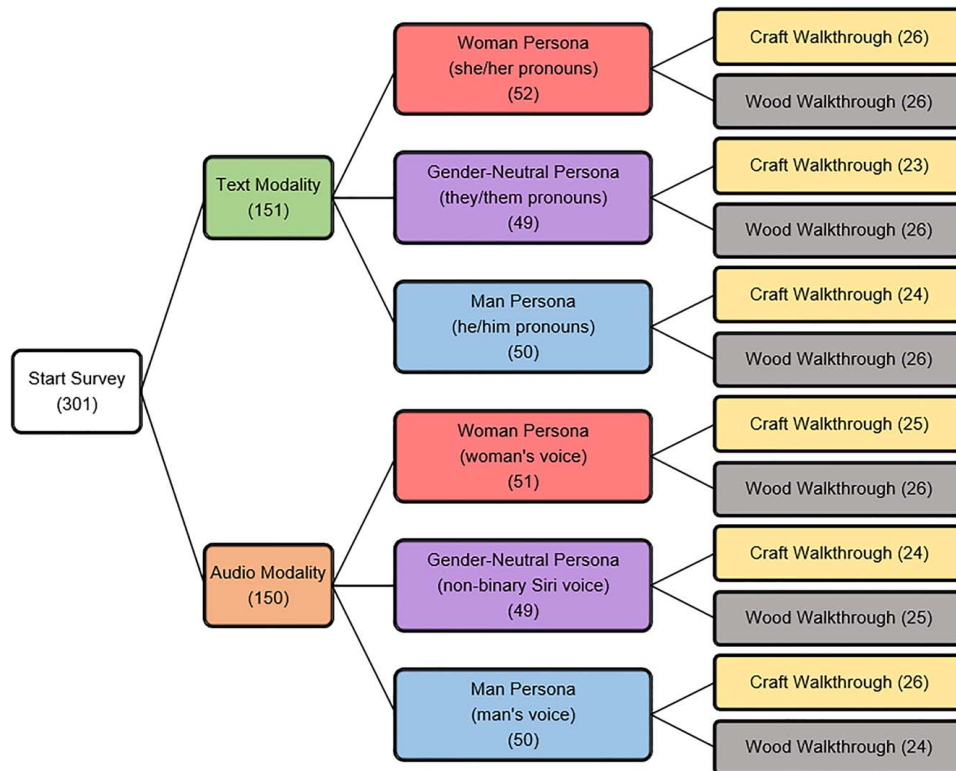 Start Survey
(301)
Text Modality
(151)
Woman Persona
(she/her pronouns)
(52)
Craft Walkthrough (26)
Wood Walkthrough (26)
Gender-Neutral Persona
(they/them pronouns)
(49)
Craft Walkthrough (23)
Wood Walkthrough (26)
Man Persona
(he/him pronouns)
(50)
Craft Walkthrough (24)
Wood Walkthrough (26)
Audio Modality
(150)
Woman Persona
(woman's voice)
(51)
Craft Walkthrough (25)
Wood Walkthrough (26)
Gender-Neutral Persona
(non-binary Siri voice)
(49)
Craft Walkthrough (24)
Wood Walkthrough (25)
Man Persona
(man's voice)
(50)
Craft Walkthrough (26)
Wood Walkthrough (24)